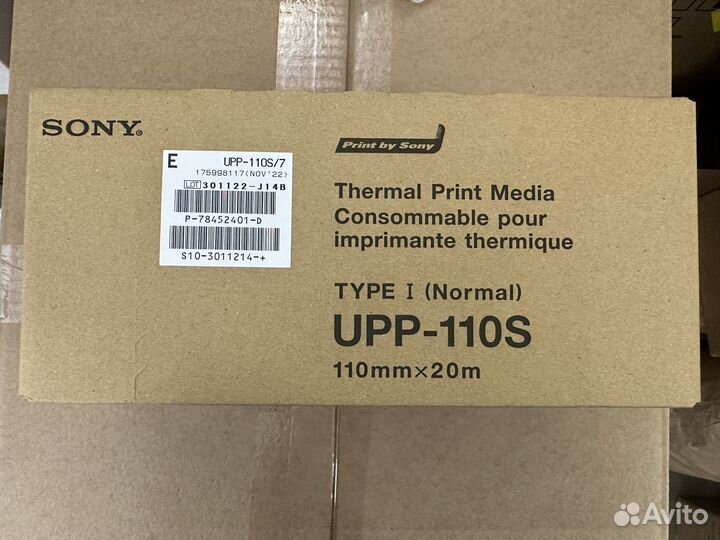 SONY®
E UPP-110S/7
175998117(NOV'22)
LOT 301122-J14B
P-78452401-D
S10-3011214-+
Print by Sony
Thermal Print Media
Consommable pour
imprimante thermique
TYPE I (Normal)
UPP-110S
110mm×20m
Avito